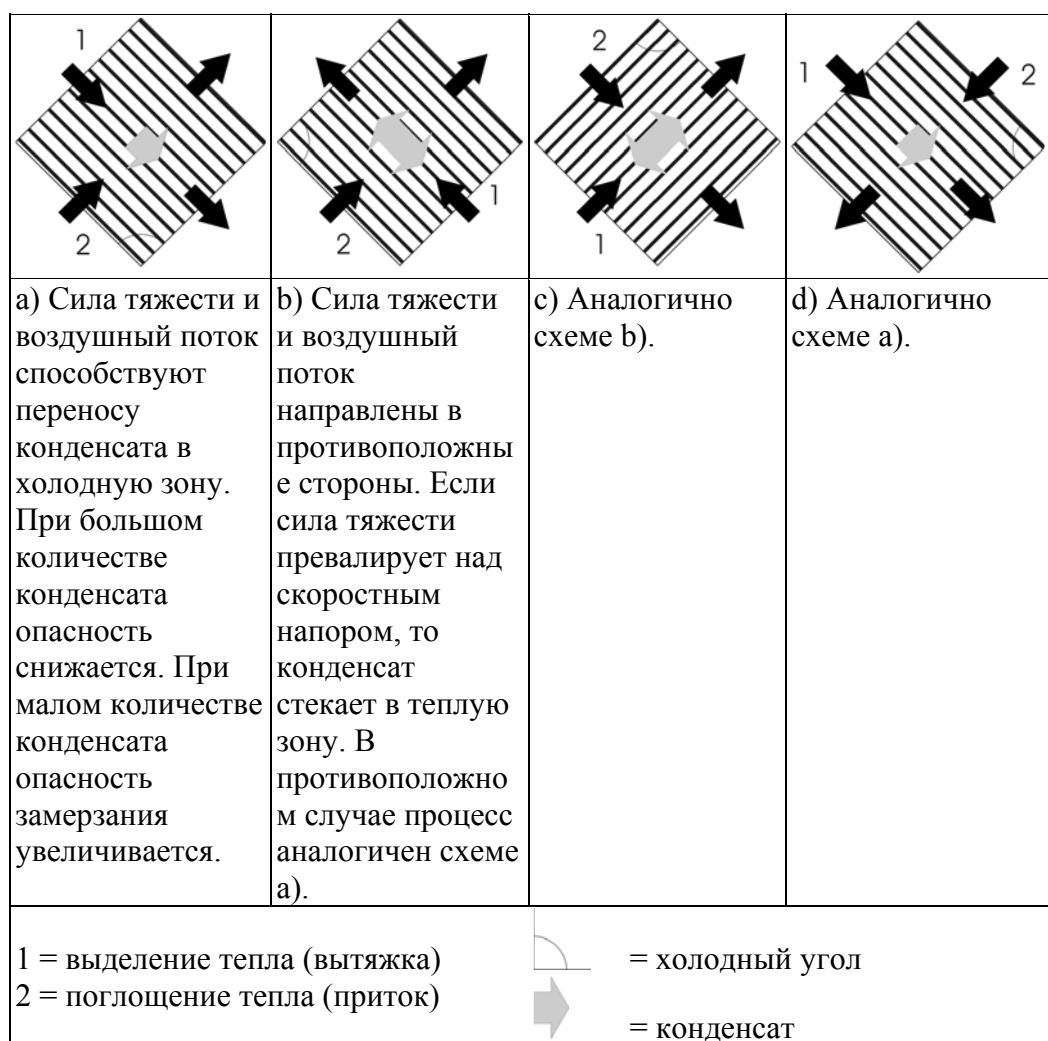 1
2
2
1
2
1
1
2
a) Сила тяжести и
воздушный поток
способствуют
переносу
конденсата в
холодную зону.
При большом
количестве
конденсата
опасность
снижается. При
малом количестве
конденсата
опасность
замерзания
увеличивается.
b) Сила тяжести
и воздушный
поток
направлены в
противоположны
е стороны. Если
сила тяжести
превалирует над
скоростным
напором, то
конденсат
стекает в теплую
зону. В
противоположно
м случае процесс
аналогичен схеме
a).
c) Аналогично
схеме b).
d) Аналогично
схеме a).
1 = выделение тепла (вытяжка)
2 = поглощение тепла (приток)
= холодный угол
= конденсат